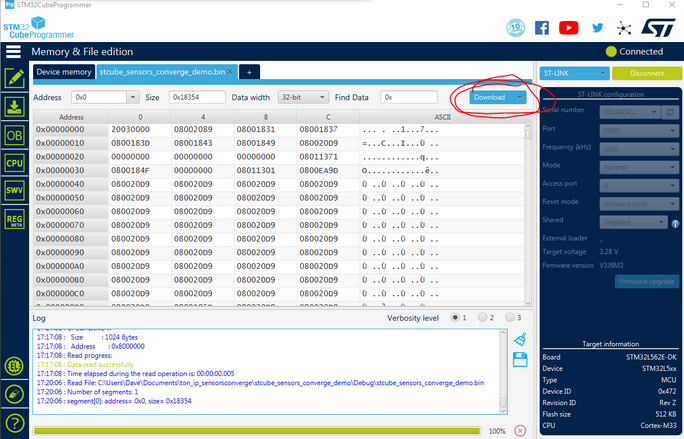 STM32CubeProgrammer
STM32
CubeProgrammer
Memory & File edition
Connected
Device memory
stcube_sensors_converge_demo.bin
+
Address 0x0 Size 0x18354 Data width 32-bit Find Data 0x Download
Address 0 4 8 C ASCII
0x00000000 20030000 08002089 08001831 08001837 ... . ..1...7...
0x00000010 0800183D 08001843 08001849 080020D9 =...C...I...Ù ..
0x00000020 00000000 00000000 00000000 08011371 ............q...
0x00000030 0800184F 00000000 08011301 0800EA9D O............ê..
0x00000040 080020D9 080020D9 080020D9 080020D9 Ù ..Ù ..Ù ..Ù ..
0x00000050 080020D9 080020D9 080020D9 080020D9 Ù ..Ù ..Ù ..Ù ..
0x00000060 080020D9 080020D9 080020D9 080020D9 Ù ..Ù ..Ù ..Ù ..
0x00000070 080020D9 080020D9 080020D9 080020D9 Ù ..Ù ..Ù ..Ù ..
0x00000080 080020D9 080020D9 080020D9 080020D9 Ù ..Ù ..Ù ..Ù ..
0x00000090 080020D9 080020D9 080020D9 080020D9 Ù ..Ù ..Ù ..Ù ..
0x000000A0 080020D9 080020D9 080020D9 080020D9 Ù ..Ù ..Ù ..Ù ..
0x000000B0 080020D9 080020D9 080020D9 080020D9 Ù ..Ù ..Ù ..Ù ..
0x000000C0 080020D9 080020D9 080020D9 080020D9 Ù ..Ù ..Ù ..Ù ..
Log Verbosity level 1 2 3
17:17:08 : Size : 1024 Bytes
17:17:08 : Address : 0x8000000
17:17:08 : Read progress:
17:17:08 : Data read successfully
17:17:08 : Time elapsed during the read operation is: 00:00:00.005
17:20:06 : Read File: C:\Users\Dave\Documents\ton_ip_sensorsconverge\stcube_sensors_converge_demo\Debug\stcube_sensors_converge_demo.bin
17:20:06 : Number of segments: 1
17:20:06 : segment[0]: address= 0x0, size= 0x18354
100%
OB
CPU
SWV
REG
BETA
ST-LINK Disconnect
ST-LINK configuration
Serial number
Port SWD
Frequency (kHz)
Mode Normal
Access port 0
Reset mode Software reset
Shared Disabled
External loader _
Target voltage 3.28 V
Firmware version V3J8M3
Firmware upgrade
Target information
Board STM32L562E-DK
Device STM32L5xx
Type MCU
Device ID 0x472
Revision ID Rev Z
Flash size 512 KB
CPU Cortex-M33